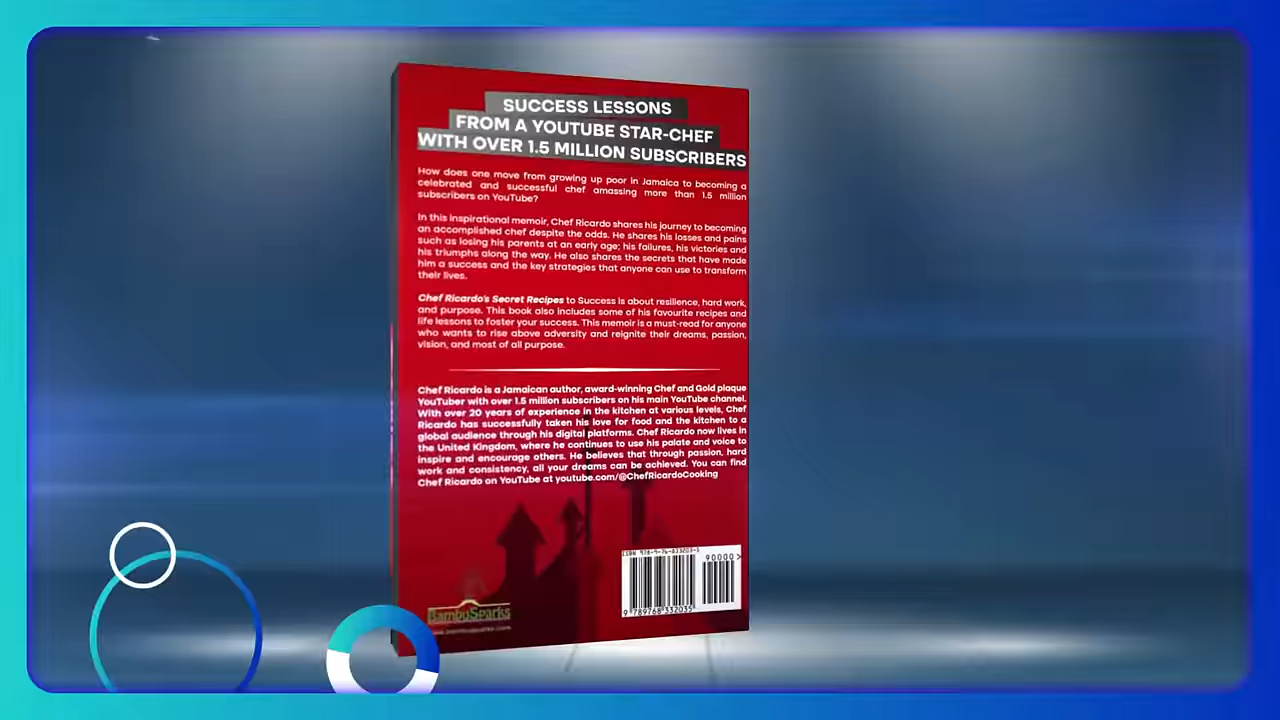 SUCCESS LESSONS
FROM A YOUTUBE STAR-CHEF
WITH OVER 1.5 MILLION SUBSCRIBERS
How does one move from growing up poor in Jamaica to becoming a
celebrated and successful chef amassing more than 1.5 million
subscribers on YouTube?
In this inspirational memoir, Chef Ricardo shares his journey to becoming
an accomplished chef despite the odds. He shares his losses and pains
such as losing his parents at an early age; his failures, his victories and
his triumphs along the way. He also shares the secrets that have made
him a success and the key strategies that anyone can use to transform
their lives.
Chef Ricardo's Secret Recipes to Success is about resilience, hard work,
and purpose. This book also includes some of his favourite recipes and
life lessons to foster your success. This memoir is a must-read for anyone
who wants to rise above adversity and reignite their dreams, passion,
vision, and most of all purpose.
Chef Ricardo is a Jamaican author, award-winning Chef and Gold plaque
YouTuber with over 1.5 million subscribers on his main YouTube channel.
With over 20 years of experience in the kitchen at various levels, Chef
Ricardo has successfully taken his love for food and the kitchen to a
global audience through his digital platforms. Chef Ricardo now lives in
the United Kingdom, where he continues to use his palate and voice to
inspire and encourage others. He believes that through passion, hard
work and consistency, all your dreams can be achieved. You can find
Chef Ricardo on YouTube at youtube.com/@ChefRicardoCooking
ISBN 978-9-76-833203-5
90000 >
9 789768 332035
BambuSparks